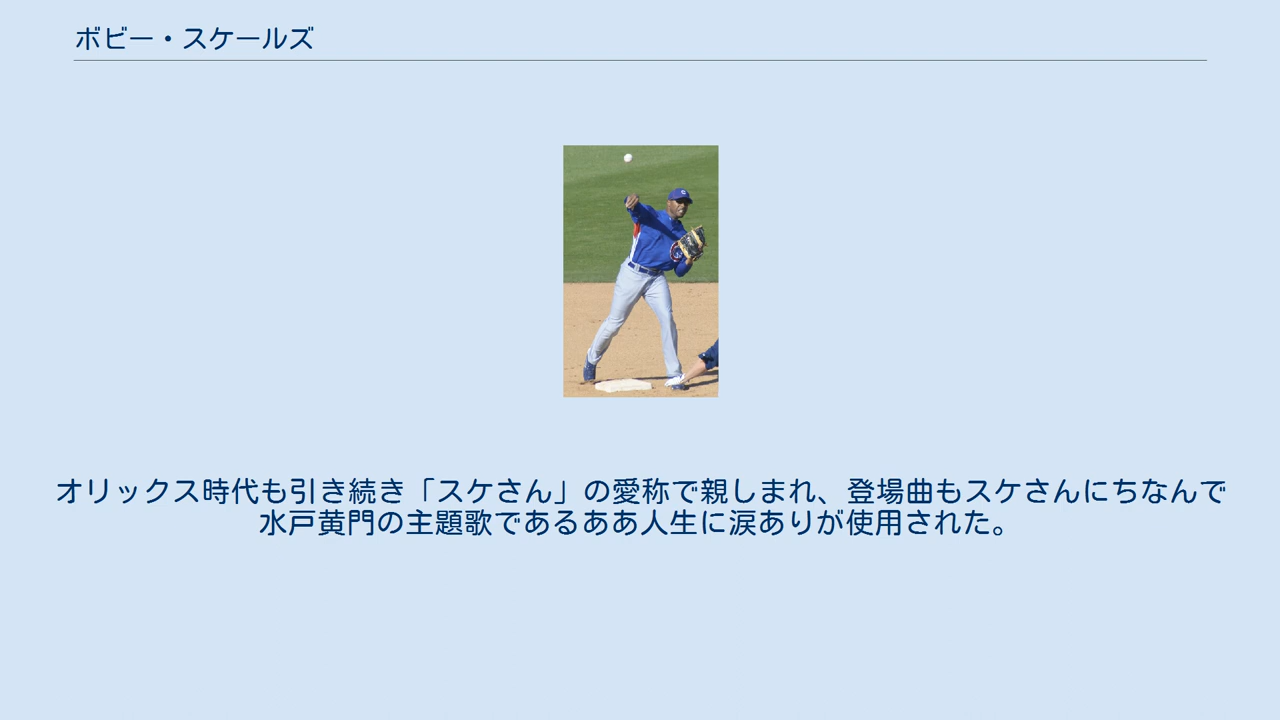 ボビー・スケールズ
オリックス時代も引き続き「スケさん」の愛称で親しまれ、登場曲もスケさんにちなんで
水戸黄門の主題歌であるああ人生に涙ありが使用された。